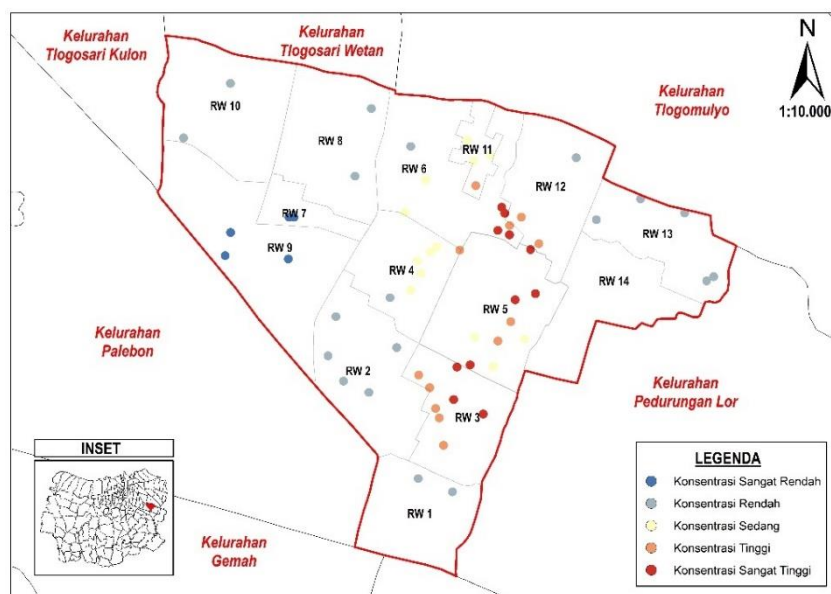 Kelurahan
Tlogosari Kulon
Kelurahan
Tlogosari Wetan
Kelurahan
Tlogomulyo
N
1:10.000
RW 10
RW 8
RW 6
RW 11
RW 12
RW 7
RW 9
RW 13
RW 4
RW 14
RW 5
Kelurahan
Palebon
RW 2
RW 3
Kelurahan
Pedurungan Lor
RW 1
Kelurahan
Gemah
INSET
LEGENDA
Konsentrasi Sangat Rendah
Konsentrasi Rendah
Konsentrasi Sedang
Konsentrasi Tinggi
Konsentrasi Sangat Tinggi